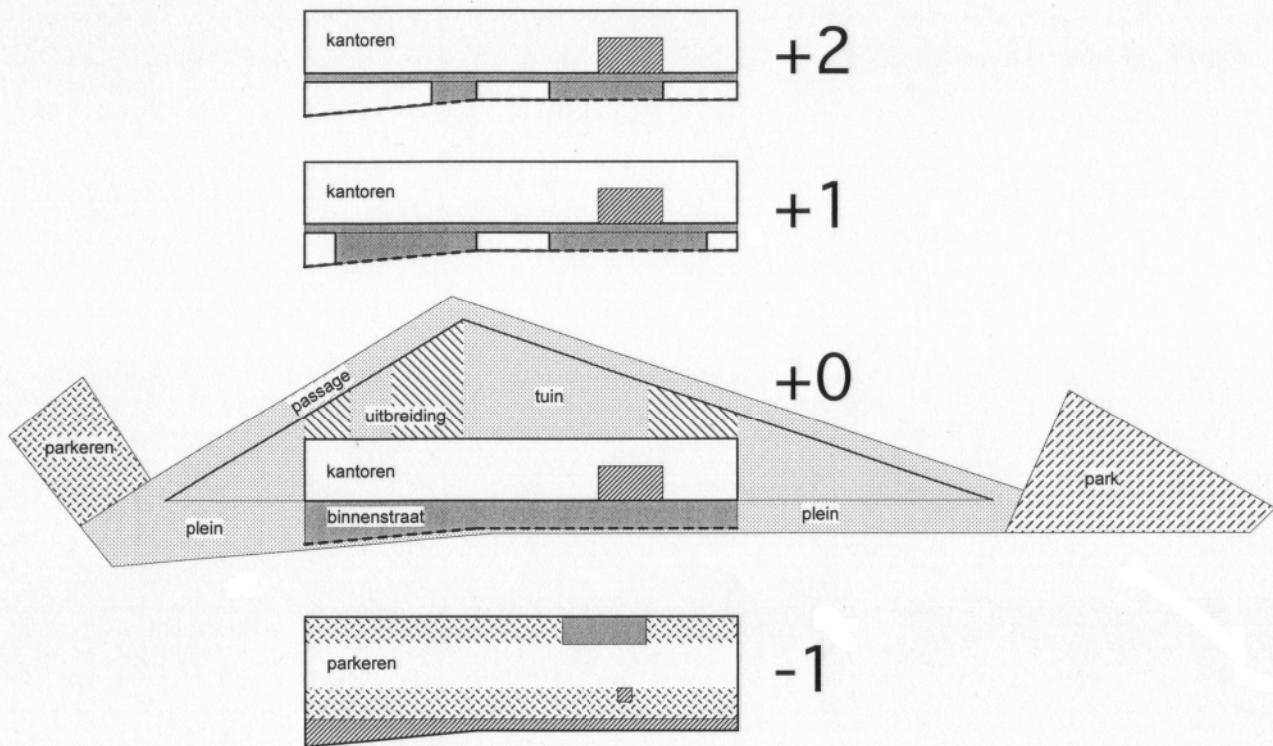 kantoren
+2
kantoren
+1
+0
passage
tuin
uitbreiding
parkeren
kantoren
park
binnenstraat
plein
plein
parkeren
-1